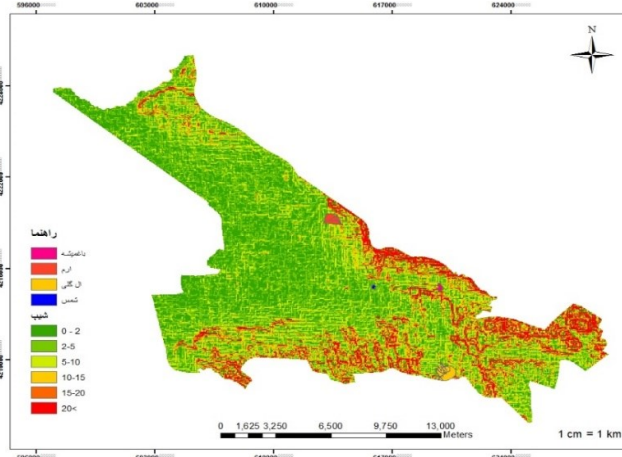 596000 603000 610000 617000 624000
N
راهنما
باغمیشه
ارم
ال گلی
شمس
شیب
0 - 2
2-5
5-10
10-15
15-20
20<
0 1,625 3,250 6,500 9,750 13,000
Meters
1 cm = 1 km